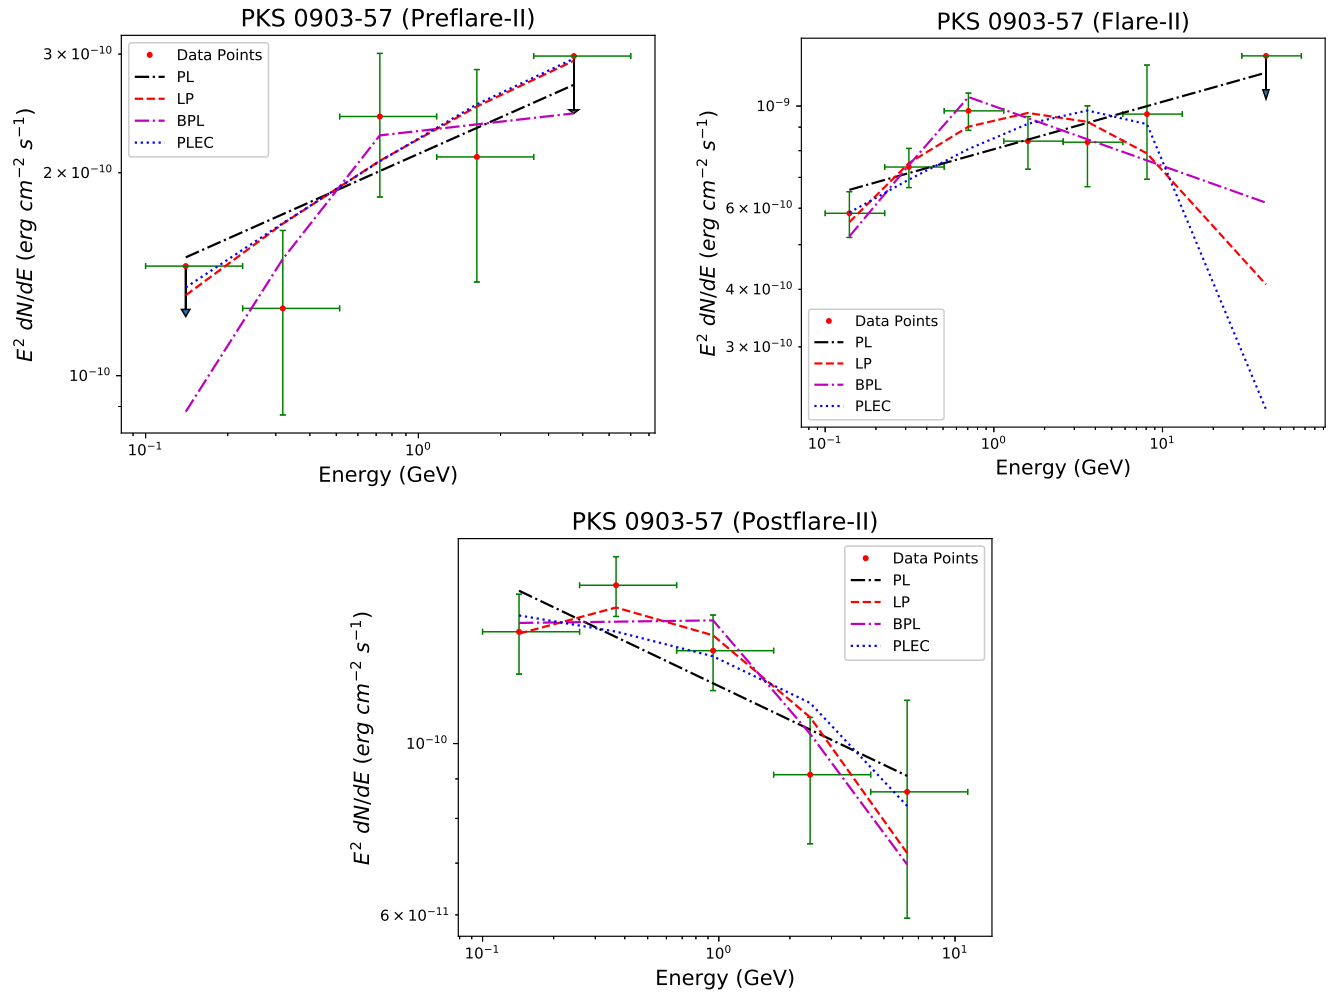 PKS 0903-57 (Preflare-II)
Data Points
PL
LP
BPL
PLEC
3 × 10⁻¹⁰
2 × 10⁻¹⁰
10⁻¹⁰
E² dN/dE (erg cm⁻² s⁻¹)
10⁻¹ 10⁰
Energy (GeV)
PKS 0903-57 (Flare-II)
10⁻⁹
6 × 10⁻¹⁰
4 × 10⁻¹⁰
3 × 10⁻¹⁰
E² dN/dE (erg cm⁻² s⁻¹)
Data Points
PL
LP
BPL
PLEC
10⁻¹ 10⁰ 10¹
Energy (GeV)
PKS 0903-57 (Postflare-II)
Data Points
PL
LP
BPL
PLEC
10⁻¹⁰
6 × 10⁻¹¹
E² dN/dE (erg cm⁻² s⁻¹)
10⁻¹ 10⁰ 10¹
Energy (GeV)